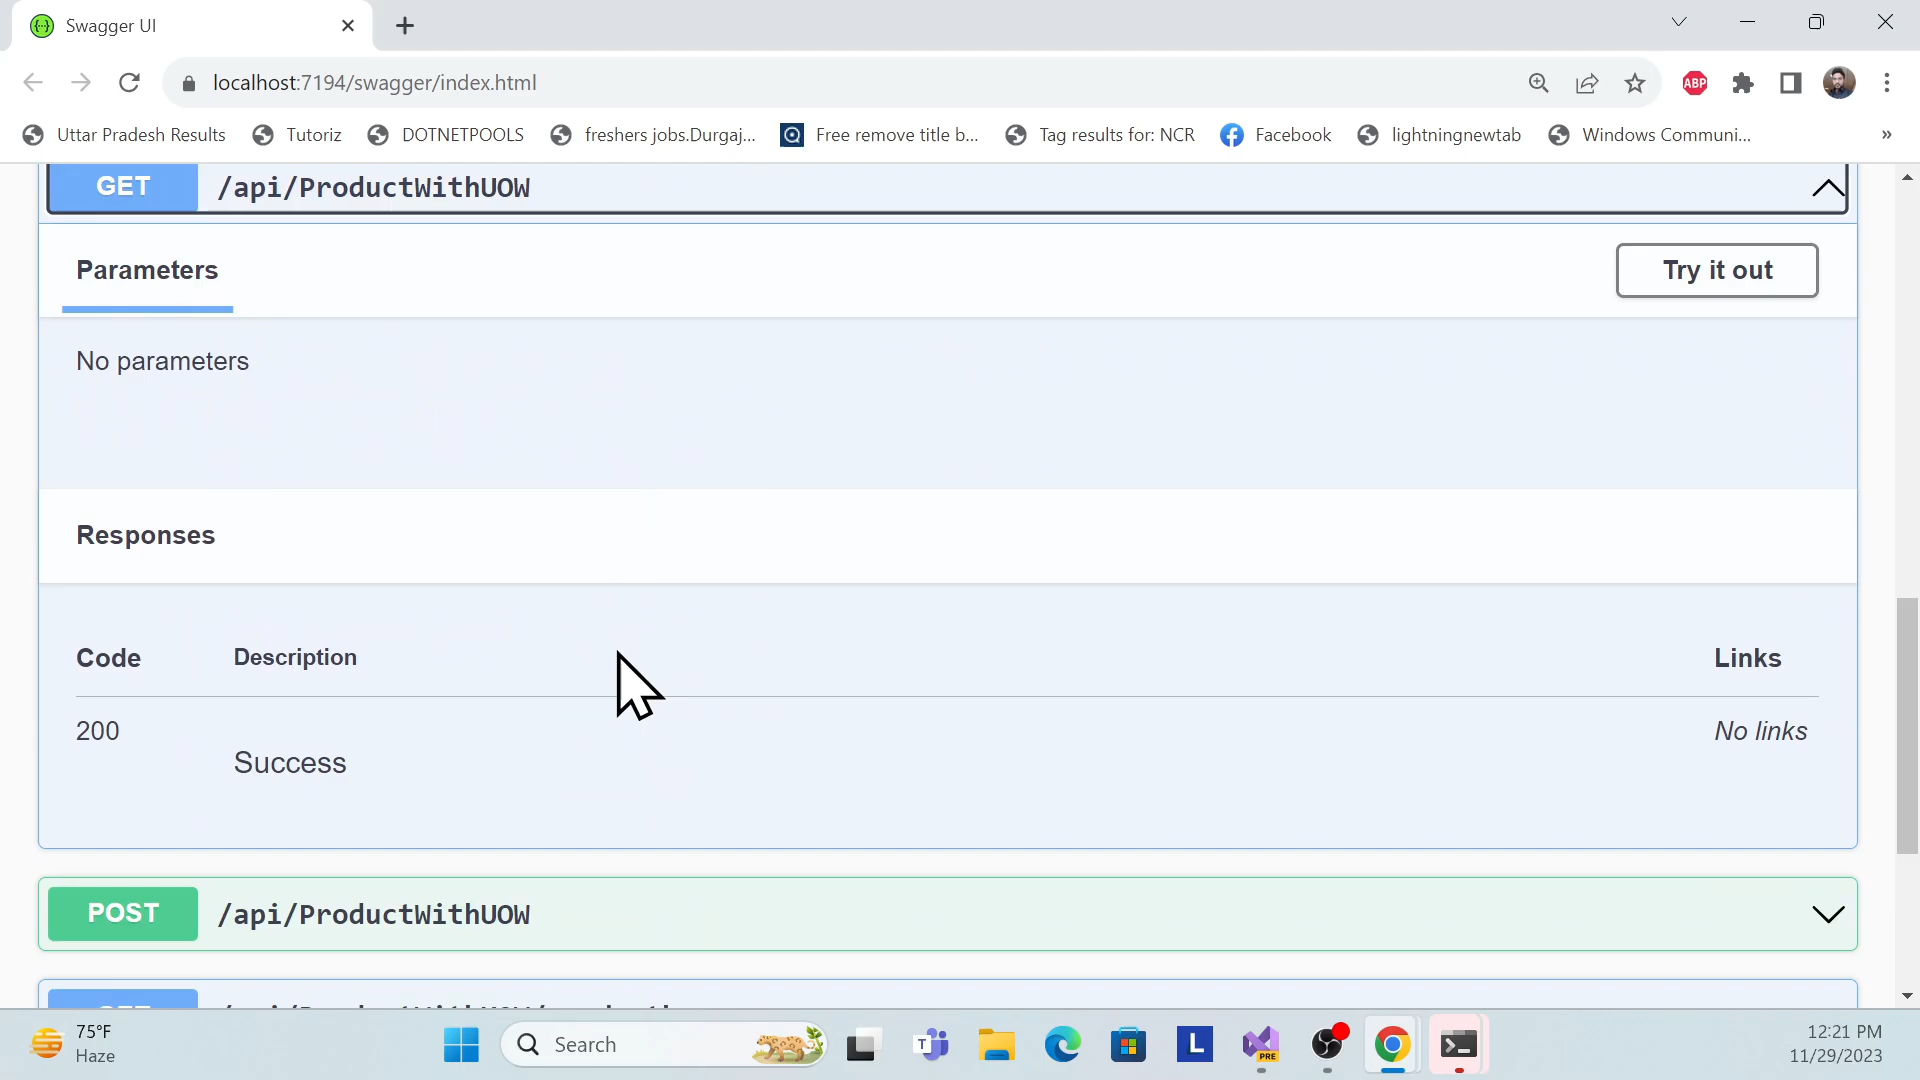 Swagger UI
localhost:7194/swagger/index.html
ABP
Uttar Pradesh Results
Tutoriz
DOTNETPOOLS
freshers jobs.Durgaj...
Free remove title b...
Tag results for: NCR
Facebook
lightningnewtab
Windows Communi...
»
GET /api/ProductWithUOW
Parameters
Try it out
No parameters
Responses
Code Description Links
200 No links
Success
POST /api/ProductWithUOW
75°F
Haze
Search
T
L
PRE
12:21 PM
11/29/2023